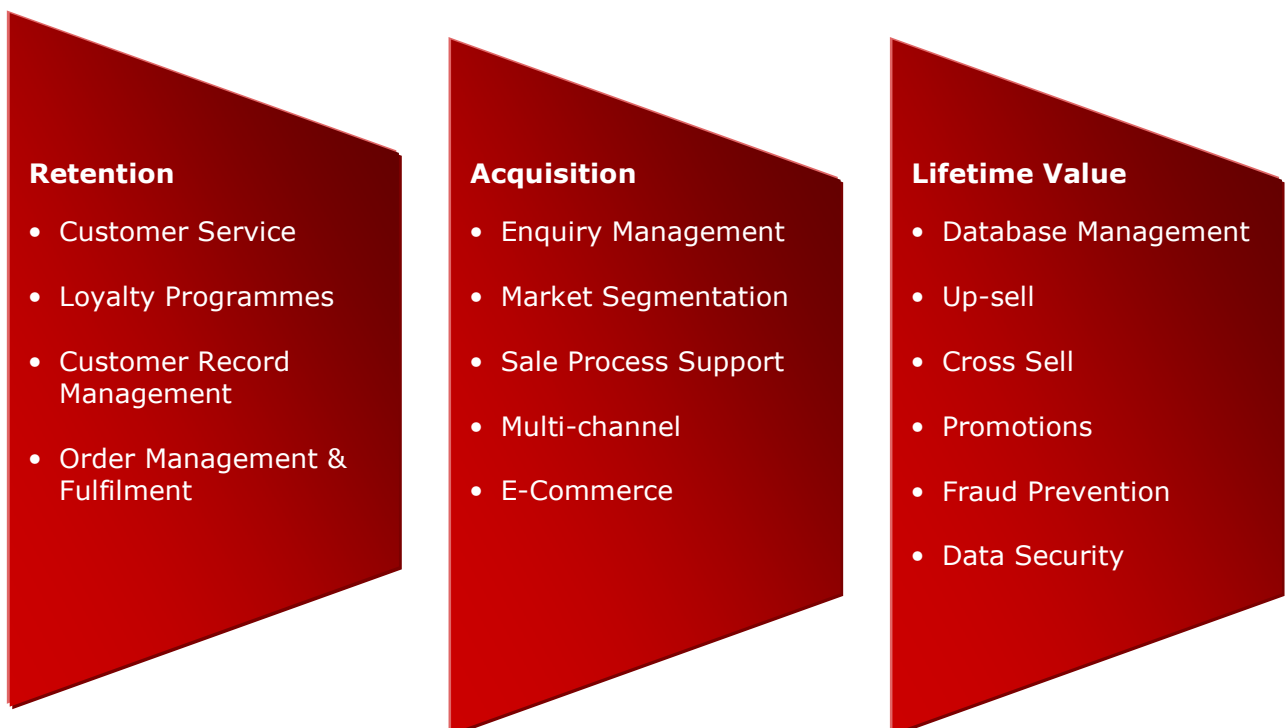 Retention
• Customer Service
• Loyalty Programmes
• Customer Record
Management
• Order Management &
Fulfilment
Acquisition
• Enquiry Management
• Market Segmentation
• Sale Process Support
• Multi-channel
• E-Commerce
Lifetime Value
• Database Management
• Up-sell
• Cross Sell
• Promotions
• Fraud Prevention
• Data Security